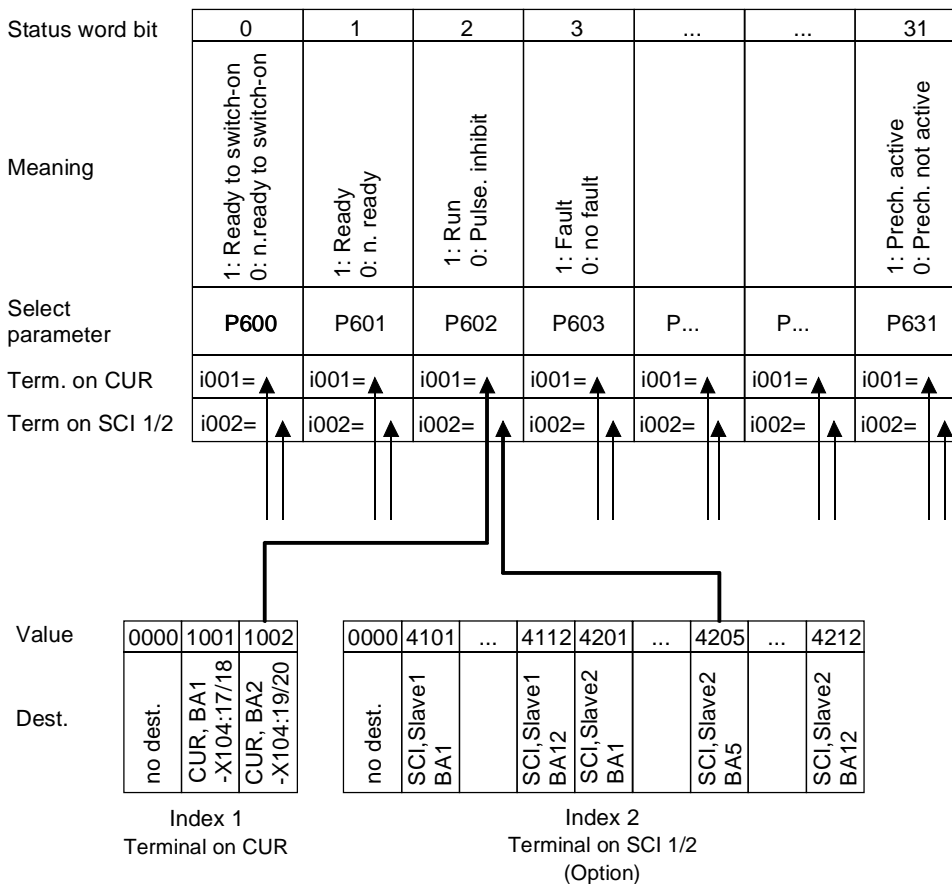 Status word bit 0 1 2 3 ... ... 31
Meaning
1: Ready to switch-on
0: n.ready to switch-on
1: Ready
0: n. ready
1: Run
0: Pulse. inhibit
1: Fault
0: no fault
1: Prech. active
0: Prech. not active
Select
parameter
P600 P601 P602 P603 P... P... P631
Term. on CUR i001= i001= i001= i001= i001= i001= i001=
Term on SCI 1/2 i002= i002= i002= i002= i002= i002= i002=
Value 0000 1001 1002 0000 4101 ... 4112 4201 ... 4205 ... 4212
Dest.
no dest.
CUR, BA1
-X104:17/18
CUR, BA2
-X104:19/20
no dest.
SCI,Slave1
BA1
SCI,Slave1
BA12
SCI,Slave2
BA1
SCI,Slave2
BA5
SCI,Slave2
BA12
Index 1
Terminal on CUR
Index 2
Terminal on SCI 1/2
(Option)